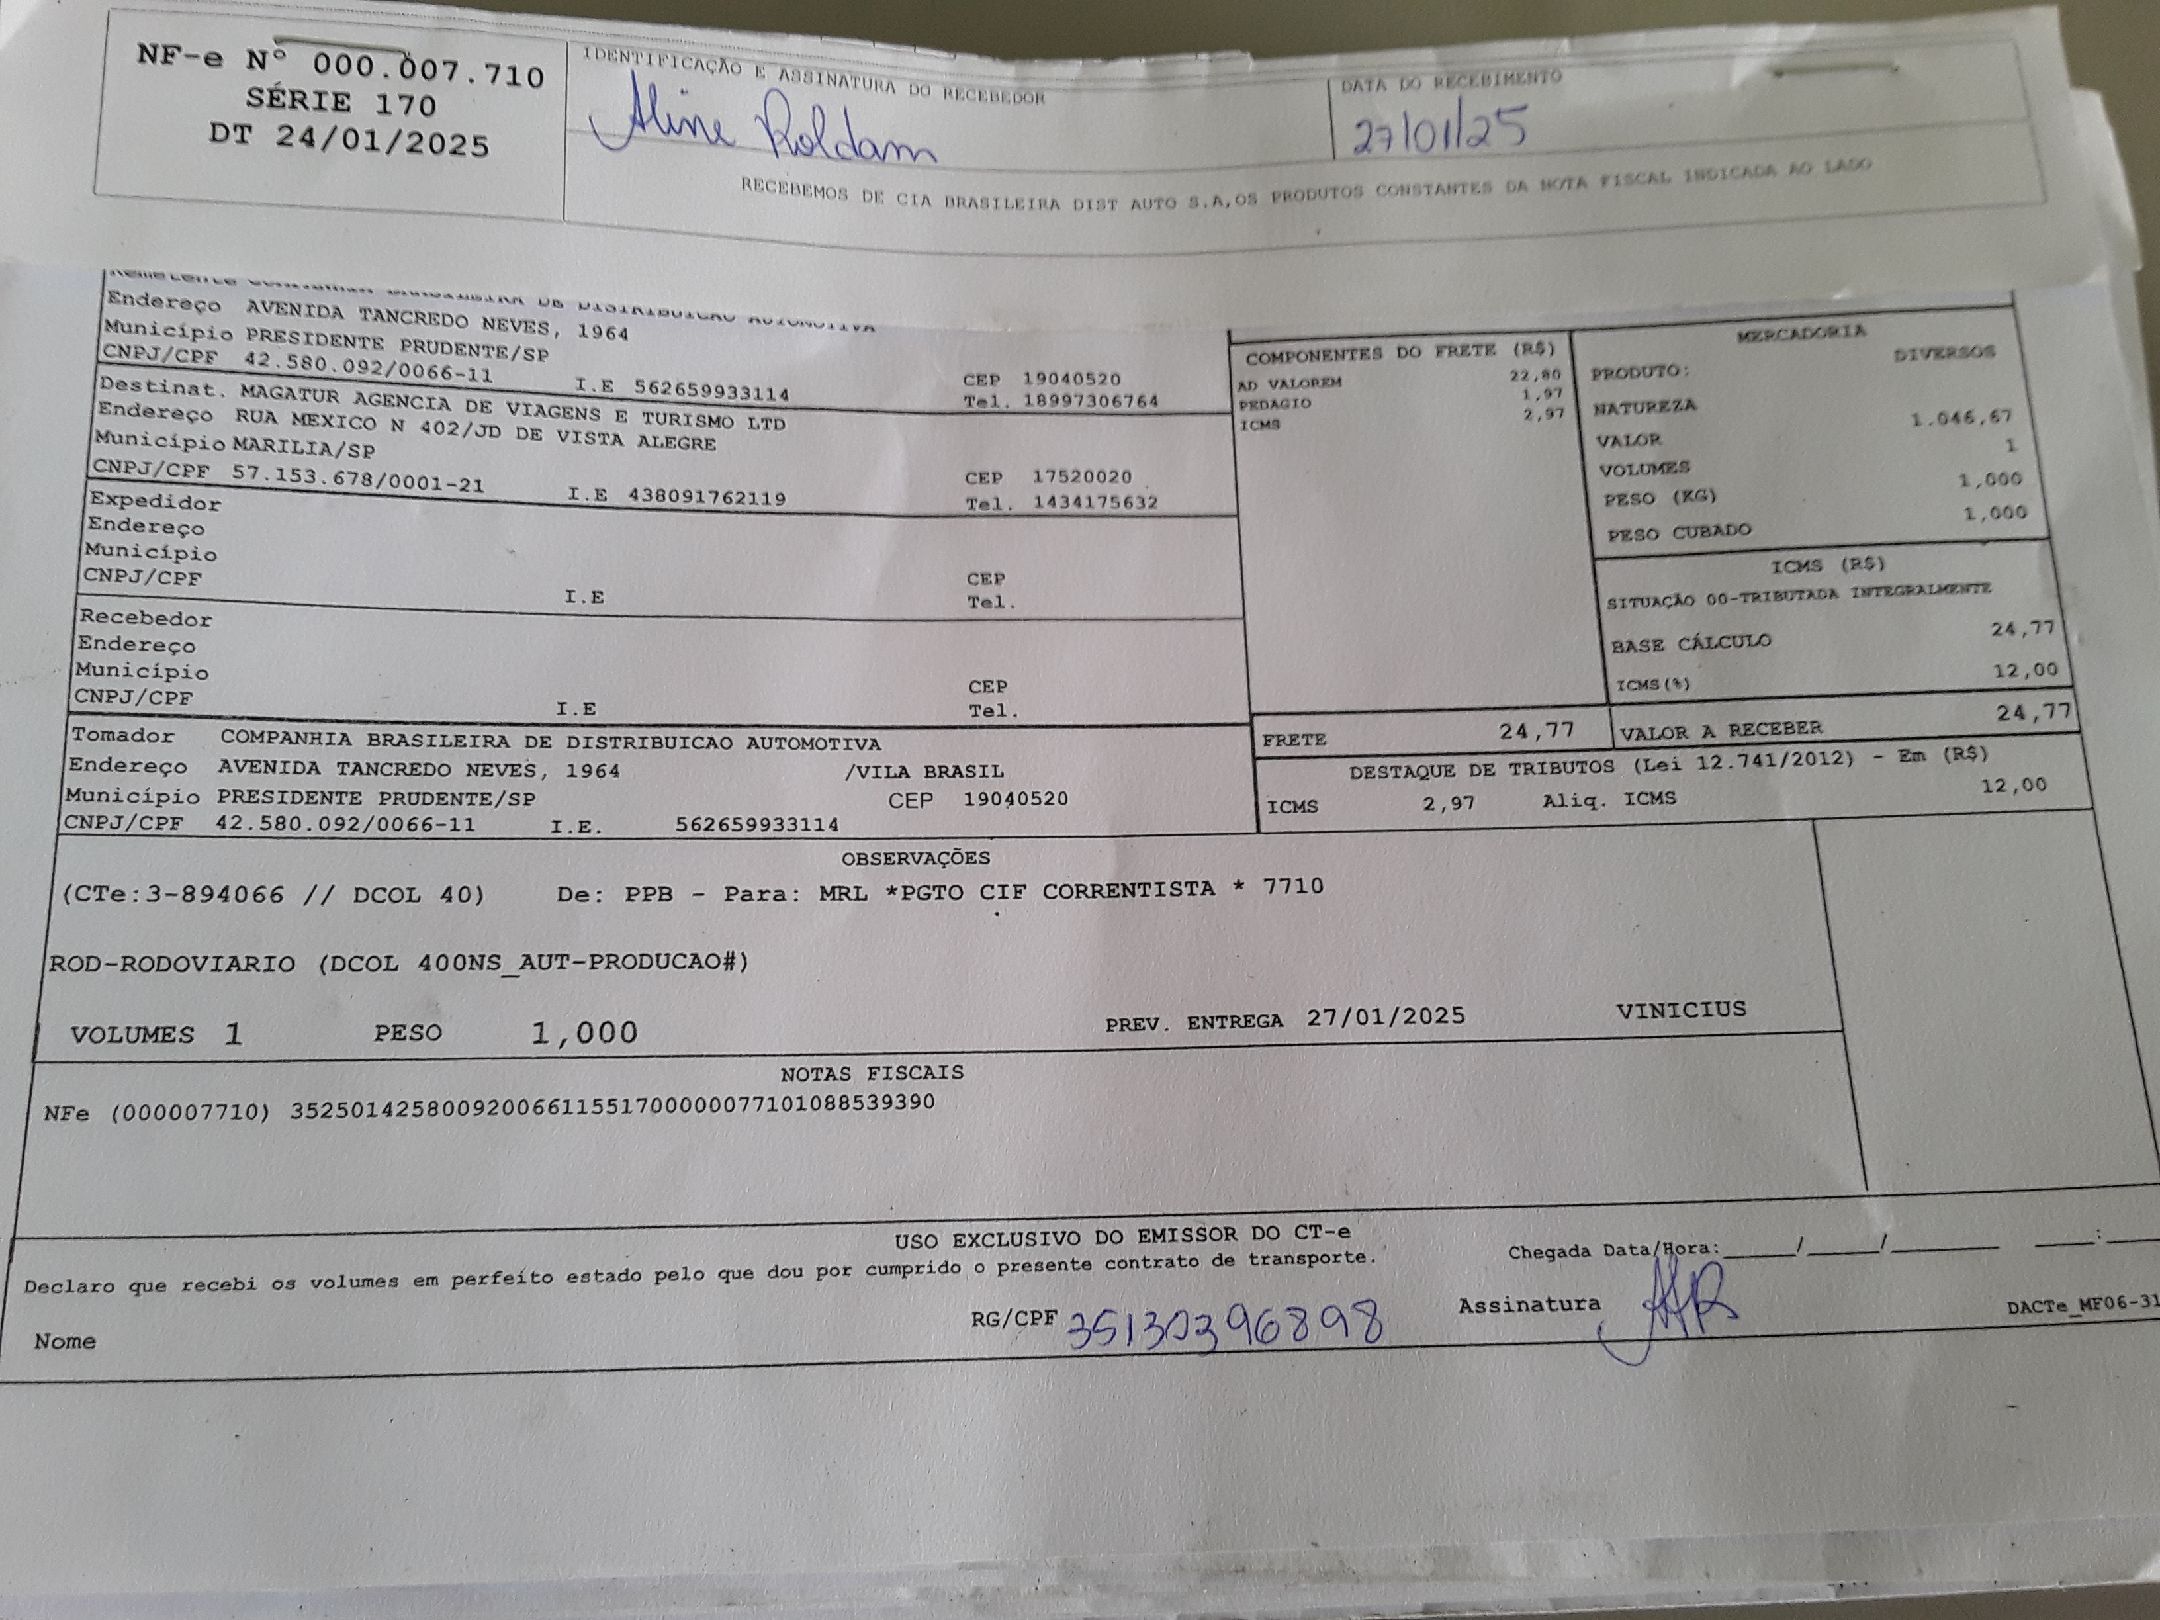 NF-e Nº 000.007.710
SÉRIE 170
DT 24/01/2025
IDENTIFICAÇÃO E ASSINATURA DO RECEBEDOR
Aline Roldam
DATA DO RECEBIMENTO
27/01/25
RECEBEMOS DE CIA BRASILEIRA DIST AUTO S.A,OS PRODUTOS CONSTANTES DA NOTA FISCAL INDICADA AO LADO
Remetente COMPANHIA BRASILEIRA DE DISTRIBUICAO AUTOMOTIVA
Endereço AVENIDA TANCREDO NEVES, 1964
Município PRESIDENTE PRUDENTE/SP
CNPJ/CPF 42.580.092/0066-11 I.E 562659933114
CEP 19040520
Tel. 18997306764
Destinat. MAGATUR AGENCIA DE VIAGENS E TURISMO LTD
Endereço RUA MEXICO N 402/JD DE VISTA ALEGRE
Município MARILIA/SP
CNPJ/CPF 57.153.678/0001-21 I.E 438091762119
CEP 17520020
Tel. 1434175632
Expedidor
Endereço
Município
CNPJ/CPF I.E
CEP
Tel.
Recebedor
Endereço
Município
CNPJ/CPF I.E
CEP
Tel.
Tomador COMPANHIA BRASILEIRA DE DISTRIBUICAO AUTOMOTIVA
Endereço AVENIDA TANCREDO NEVES, 1964 /VILA BRASIL
Município PRESIDENTE PRUDENTE/SP CEP 19040520
CNPJ/CPF 42.580.092/0066-11 I.E. 562659933114
COMPONENTES DO FRETE (R$)
AD VALOREM 22,80
PEDAGIO 1,97
ICMS 2,97
MERCADORIA
PRODUTO: DIVERSOS
NATUREZA
VALOR 1.046,67
VOLUMES 1
PESO (KG) 1,000
PESO CUBADO 1,000
ICMS (R$)
SITUAÇÃO 00-TRIBUTADA INTEGRALMENTE
BASE CÁLCULO 24,77
ICMS(%) 12,00
FRETE 24,77 VALOR A RECEBER 24,77
DESTAQUE DE TRIBUTOS (Lei 12.741/2012) - Em (R$)
ICMS 2,97 Aliq. ICMS 12,00
OBSERVAÇÕES
(CTe:3-894066 // DCOL 40) De: PPB - Para: MRL *PGTO CIF CORRENTISTA * 7710
ROD-RODOVIARIO (DCOL 400NS_AUT-PRODUCAO#)
VOLUMES 1 PESO 1,000 PREV. ENTREGA 27/01/2025 VINICIUS
NOTAS FISCAIS
NFe (000007710) 35250142580092006611551700000077101088539390
USO EXCLUSIVO DO EMISSOR DO CT-e
Declaro que recebi os volumes em perfeito estado pelo que dou por cumprido o presente contrato de transporte.
Chegada Data/Hora:_____/_____/_______ ____:____
Nome RG/CPF 35130396898 Assinatura AAR DACTe_MF06-31